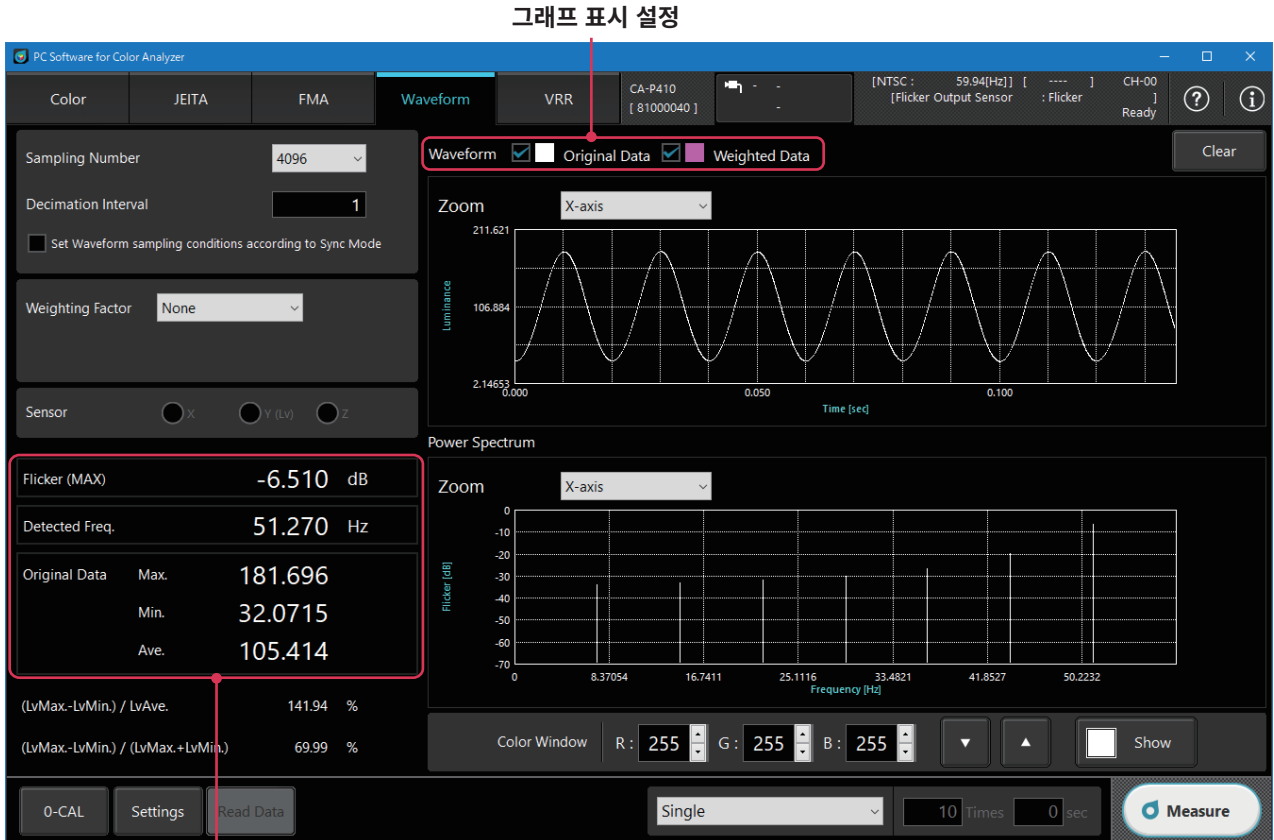 그래프 표시 설정
PC Software for Color Analyzer
Color
JEITA
FMA
Waveform
VRR
CA-P410
[ 81000040 ]
- -
-
[NTSC : 59.94[Hz]] [ ---- ]
[Flicker Output Sensor : Flicker ]
CH-00
Ready
?
i
Sampling Number 4096
Decimation Interval 1
Set Waveform sampling conditions according to Sync Mode
Weighting Factor None
Sensor X Y (Lv) Z
Flicker (MAX) -6.510 dB
Detected Freq. 51.270 Hz
Original Data Max. 181.696
Min. 32.0715
Ave. 105.414
(LvMax.-LvMin.) / LvAve. 141.94 %
(LvMax.-LvMin.) / (LvMax.+LvMin.) 69.99 %
Waveform Original Data Weighted Data
Clear
Zoom X-axis
211.621
106.884
2.14653
Luminance
0.000 0.050 0.100
Time [sec]
Power Spectrum
Zoom X-axis
0
-10
-20
-30
-40
-50
-60
-70
Flicker [dB]
0 8.37054 16.7411 25.1116 33.4821 41.8527 50.2232
Frequency [Hz]
Color Window R : 255 G : 255 B : 255 Show
0-CAL
Settings
Read Data
Single
10 Times 0 sec
Measure